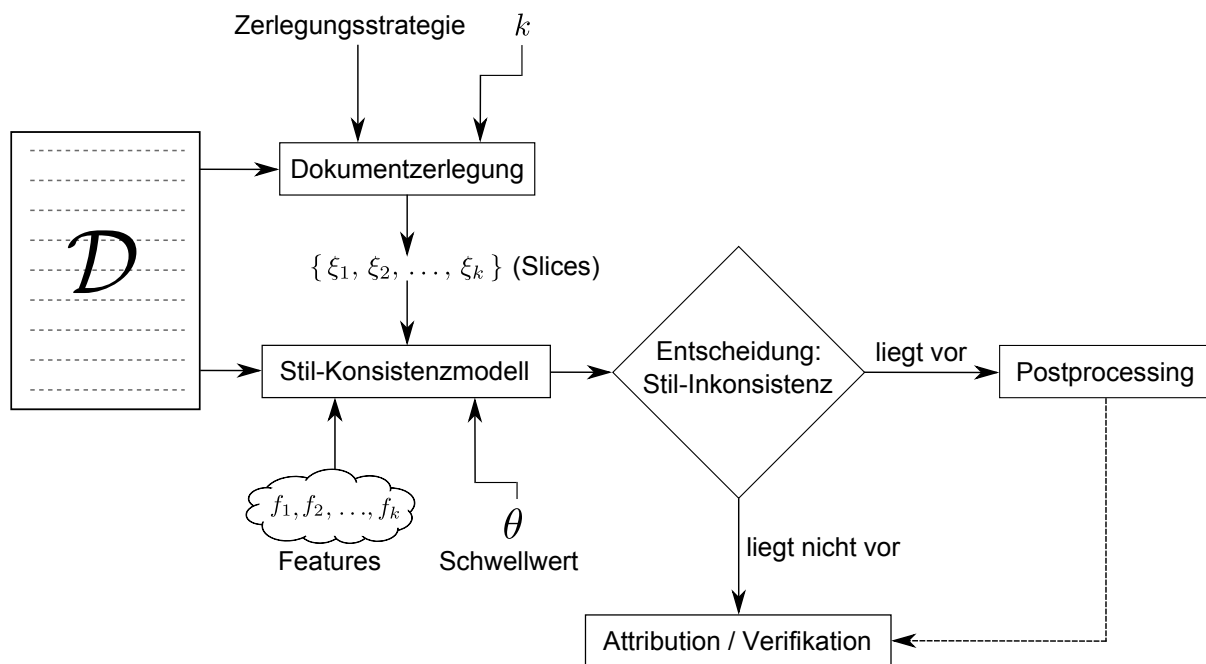 Zerlegungsstrategie
k
Dokumentzerlegung
𝒟
{ ξ₁, ξ₂, . . . , ξₖ } (Slices)
Stil-Konsistenzmodell
Entscheidung:
Stil-Inkonsistenz
liegt vor
Postprocessing
f₁, f₂, . . . , fₖ
Features
θ
Schwellwert
liegt nicht vor
Attribution / Verifikation